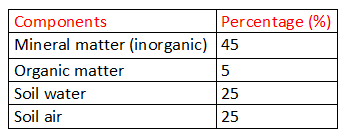 Components Percentage (%)
Mineral matter (inorganic) 45
Organic matter 5
Soil water 25
Soil air 25